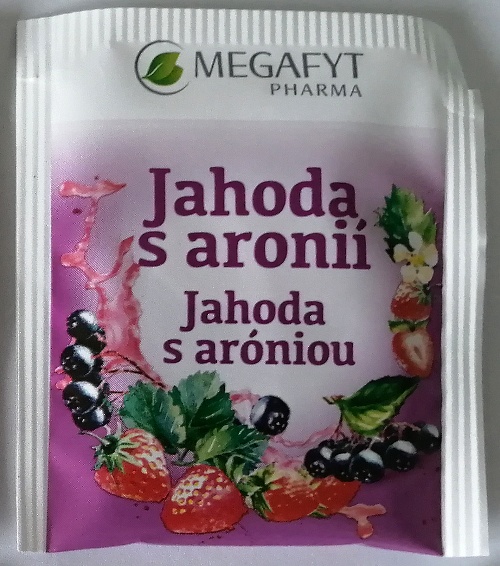 MEGAFYT
PHARMA
Jahoda
s aronií
Jahoda
s aróniou